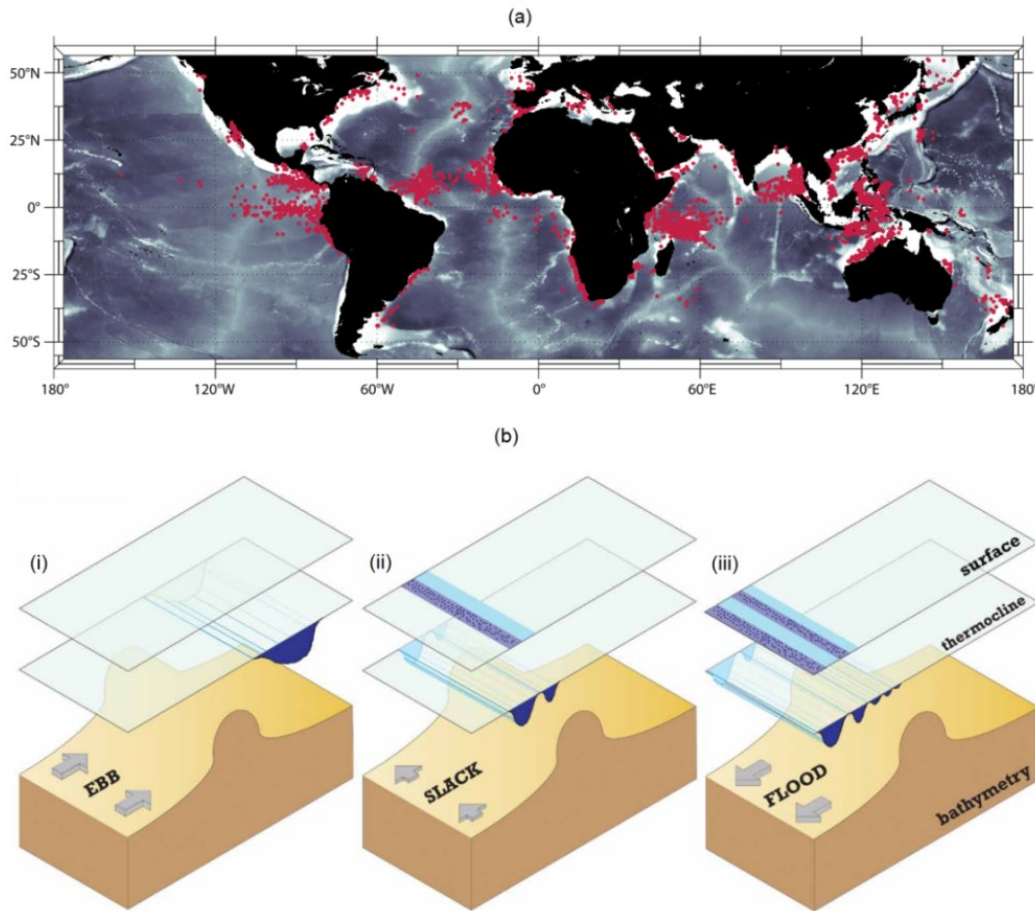 (a)
50°N
25°N
0°
25°S
50°S
180°
120°W
60°W
0°
60°E
120°E
180°
(b)
(i)
(ii)
(iii)
surface
thermocline
EBB
SLACK
FLOOD
bathymetry